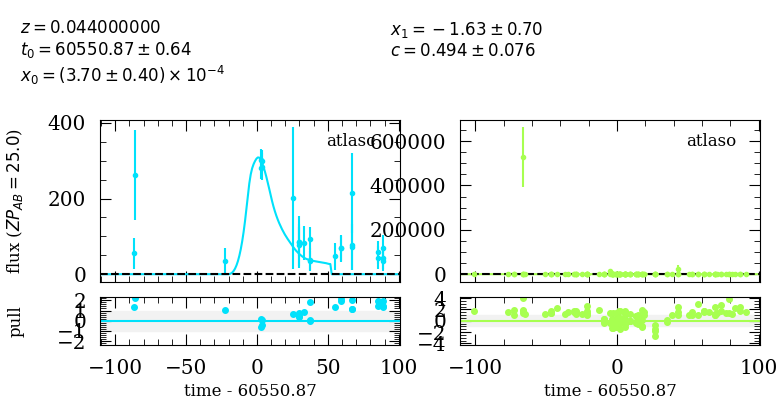 z = 0.044000000
t₀ = 60550.87 ± 0.64
x₀ = (3.70 ± 0.40) × 10⁻⁴
x₁ = −1.63 ± 0.70
c = 0.494 ± 0.076
flux (ZP_AB = 25.0)
400
200
0
atlasc
600000
400000
200000
0
atlaso
pull
2
1
0
−1
−2
4
2
0
−2
−4
−100
−50
0
50
100
−100
0
100
time - 60550.87
time - 60550.87